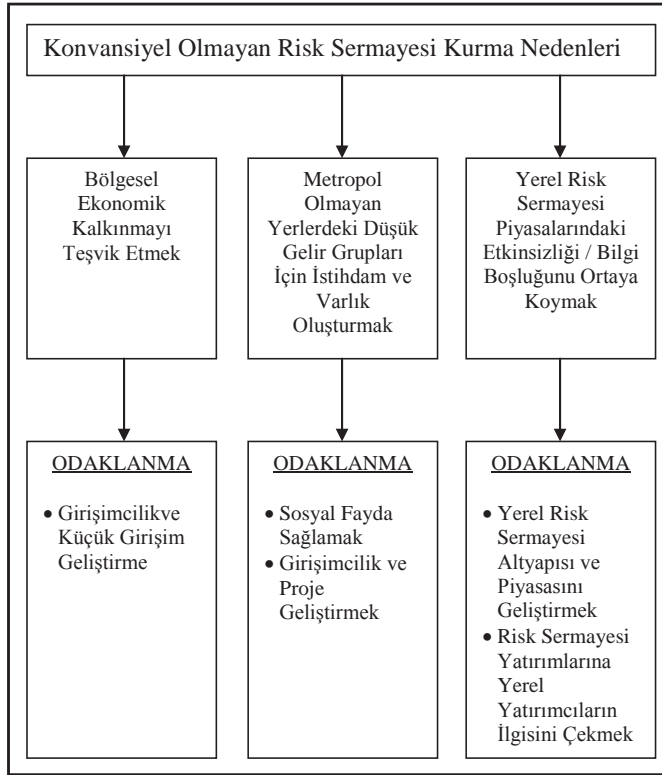 Konvansiyel Olmayan Risk Sermayesi Kurma Nedenleri
Bölgesel
Ekonomik
Kalkınmayı
Teşvik Etmek
Metropol
Olmayan
Yerlerdeki Düşük
Gelir Grupları
İçin İstihdam ve
Varlık
Oluşturmak
Yerel Risk
Sermayesi
Piyasalarındaki
Etkinsizliği / Bilgi
Boşluğunu Ortaya
Koymak
ODAKLANMA
• Girişimcilikve
Küçük Girişim
Geliştirme
ODAKLANMA
• Sosyal Fayda
Sağlamak
• Girişimcilik ve
Proje
Geliştirmek
ODAKLANMA
• Yerel Risk
Sermayesi
Altyapısı ve
Piyasasını
Geliştirmek
• Risk Sermayesi
Yatırımlarına
Yerel
Yatırımcıların
İlgisini Çekmek